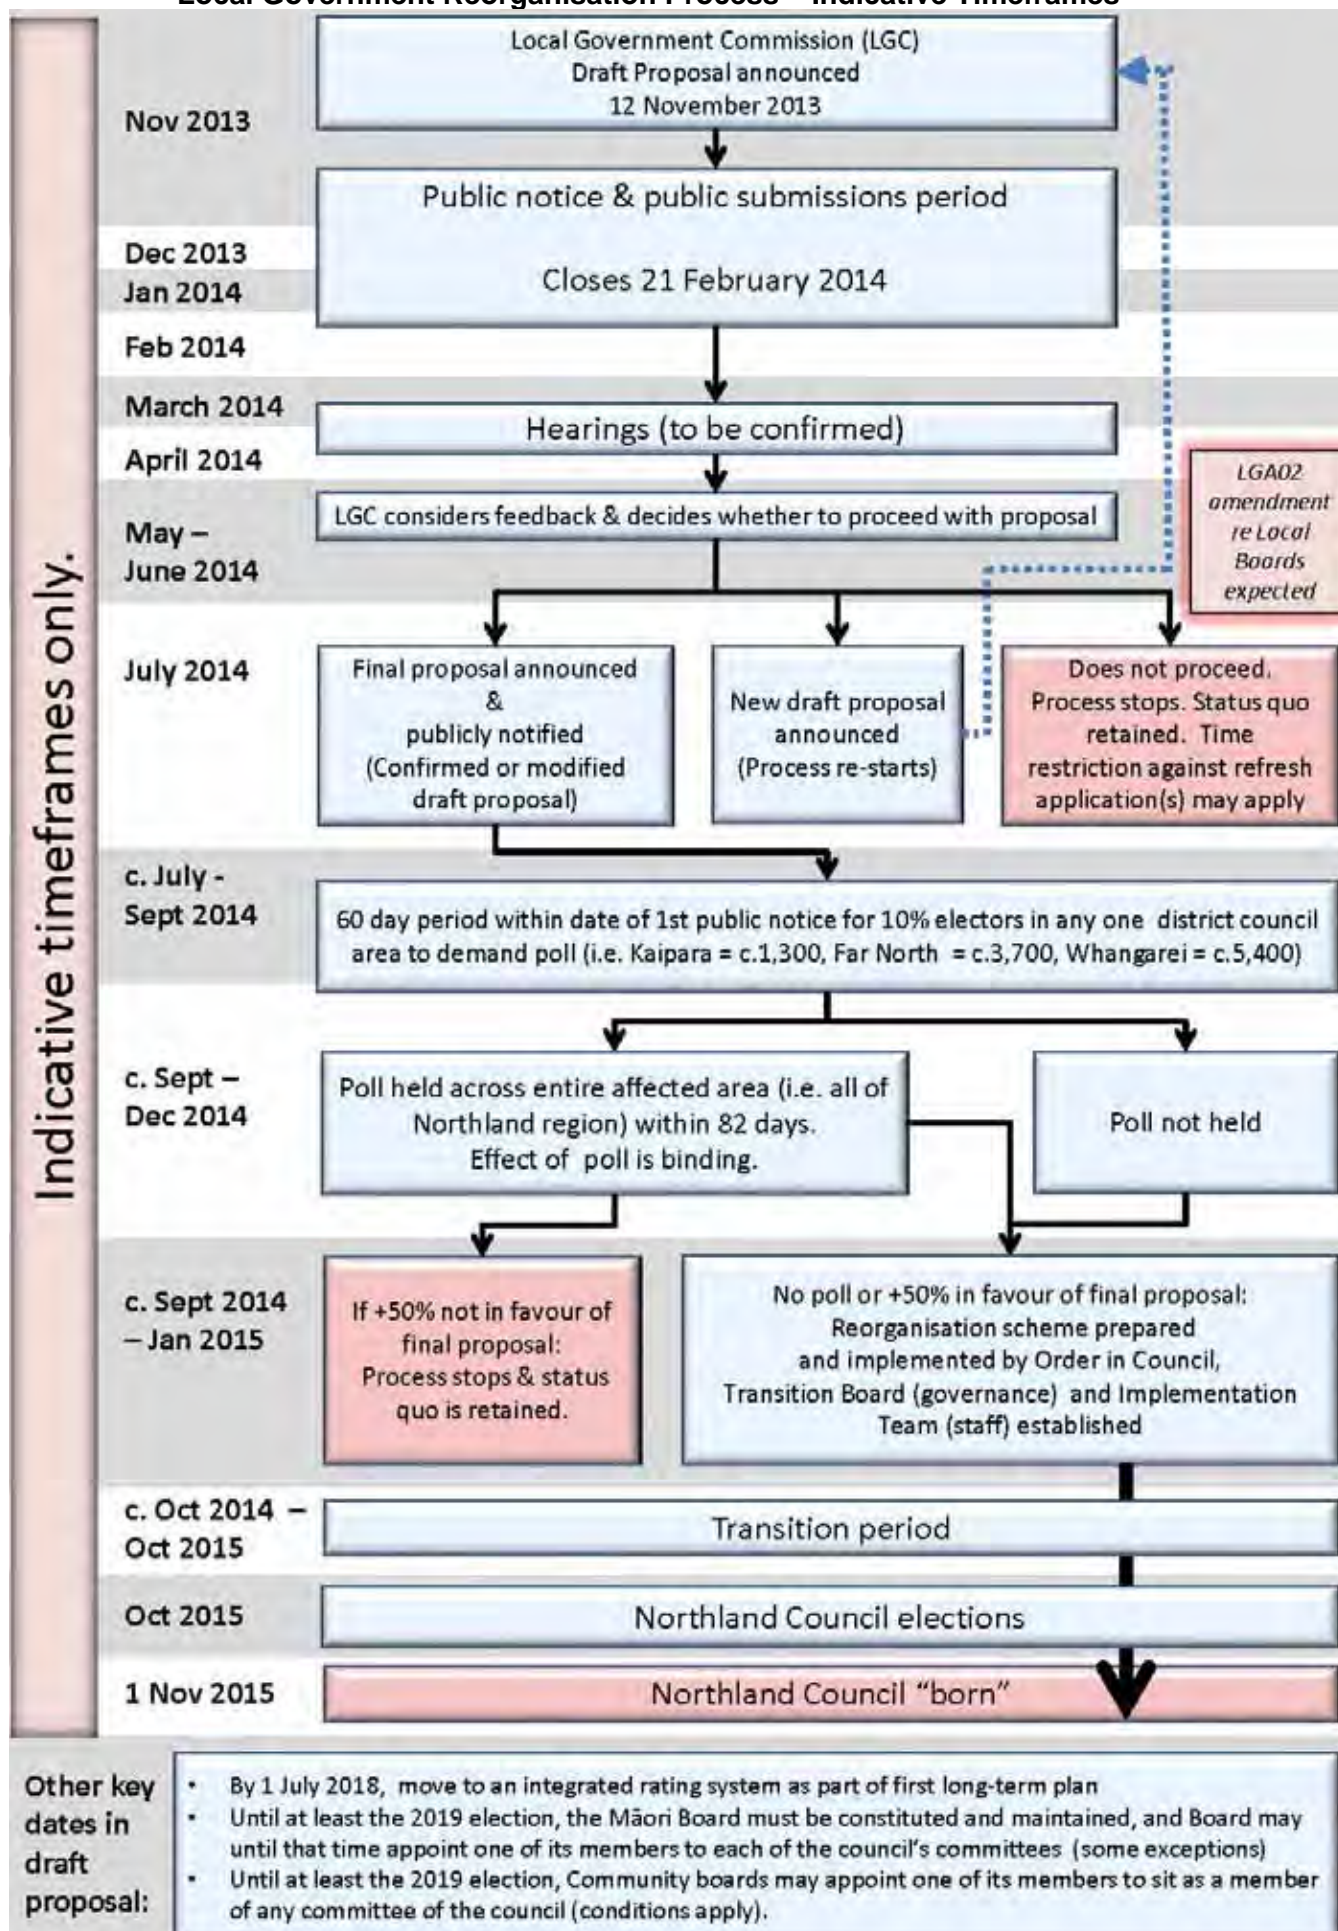 Local Government Reorganisation Process – Indicative Timeframes
Indicative timeframes only.
Nov 2013
Local Government Commission (LGC)
Draft Proposal announced
12 November 2013
Public notice & public submissions period
Closes 21 February 2014
Dec 2013
Jan 2014
Feb 2014
March 2014
Hearings (to be confirmed)
April 2014
LGA02
amendment
re Local
Boards
expected
May –
June 2014
LGC considers feedback & decides whether to proceed with proposal
July 2014
Final proposal announced
&
publicly notified
(Confirmed or modified
draft proposal)
New draft proposal
announced
(Process re-starts)
Does not proceed.
Process stops. Status quo
retained. Time
restriction against refresh
application(s) may apply
c. July -
Sept 2014
60 day period within date of 1st public notice for 10% electors in any one district council
area to demand poll (i.e. Kaipara = c.1,300, Far North = c.3,700, Whangarei = c.5,400)
c. Sept –
Dec 2014
Poll held across entire affected area (i.e. all of
Northland region) within 82 days.
Effect of poll is binding.
Poll not held
c. Sept 2014
– Jan 2015
If +50% not in favour of
final proposal:
Process stops & status
quo is retained.
No poll or +50% in favour of final proposal:
Reorganisation scheme prepared
and implemented by Order in Council,
Transition Board (governance) and Implementation
Team (staff) established
c. Oct 2014 –
Oct 2015
Transition period
Oct 2015
Northland Council elections
1 Nov 2015
Northland Council “born”
Other key
dates in
draft
proposal:
• By 1 July 2018, move to an integrated rating system as part of first long-term plan
• Until at least the 2019 election, the Māori Board must be constituted and maintained, and Board may
until that time appoint one of its members to each of the council’s committees (some exceptions)
• Until at least the 2019 election, Community boards may appoint one of its members to sit as a member
of any committee of the council (conditions apply).